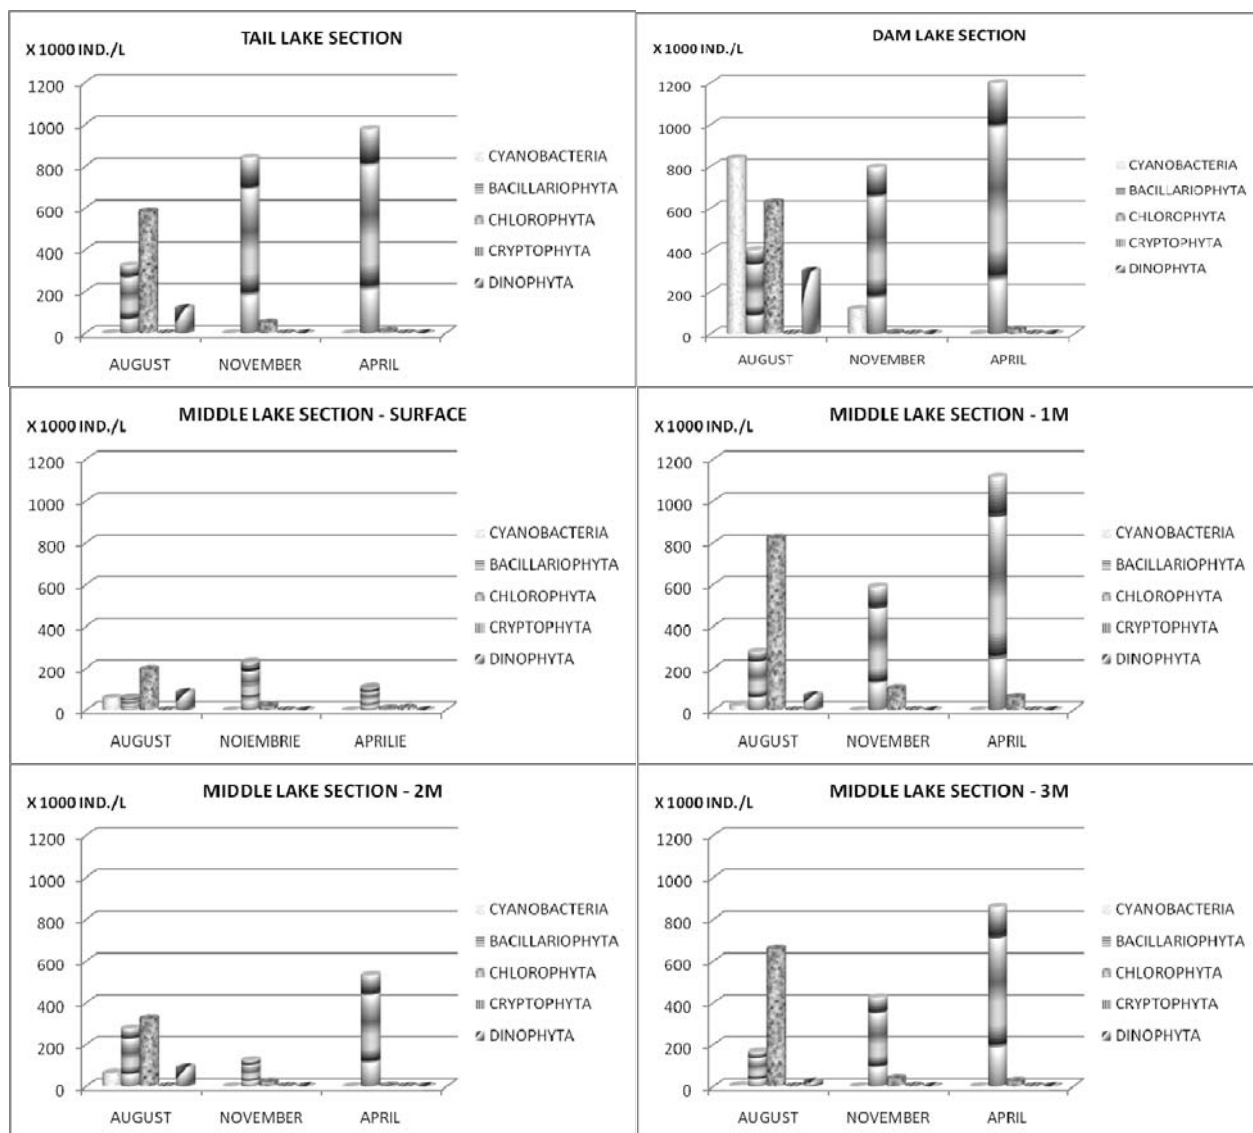 TAIL LAKE SECTION
X 1000 IND./L
1200
1000
800
600
400
200
0
AUGUST NOVEMBER APRIL
CYANOBACTERIA
BACILLARIOPHYTA
CHLOROPHYTA
CRYPTOPHYTA
DINOPHYTA
DAM LAKE SECTION
X 1000 IND./L
1200
1000
800
600
400
200
0
AUGUST NOVEMBER APRIL
CYANOBACTERIA
BACILLARIOPHYTA
CHLOROPHYTA
CRYPTOPHYTA
DINOPHYTA
MIDDLE LAKE SECTION - SURFACE
X 1000 IND./L
1200
1000
800
600
400
200
0
AUGUST NOIEMBRIE APRILIE
CYANOBACTERIA
BACILLARIOPHYTA
CHLOROPHYTA
CRYPTOPHYTA
DINOPHYTA
MIDDLE LAKE SECTION - 1M
X 1000 IND./L
1200
1000
800
600
400
200
0
AUGUST NOVEMBER APRIL
CYANOBACTERIA
BACILLARIOPHYTA
CHLOROPHYTA
CRYPTOPHYTA
DINOPHYTA
MIDDLE LAKE SECTION - 2M
X 1000 IND./L
1200
1000
800
600
400
200
0
AUGUST NOVEMBER APRIL
CYANOBACTERIA
BACILLARIOPHYTA
CHLOROPHYTA
CRYPTOPHYTA
DINOPHYTA
MIDDLE LAKE SECTION - 3M
X 1000 IND./L
1200
1000
800
600
400
200
0
AUGUST NOVEMBER APRIL
CYANOBACTERIA
BACILLARIOPHYTA
CHLOROPHYTA
CRYPTOPHYTA
DINOPHYTA